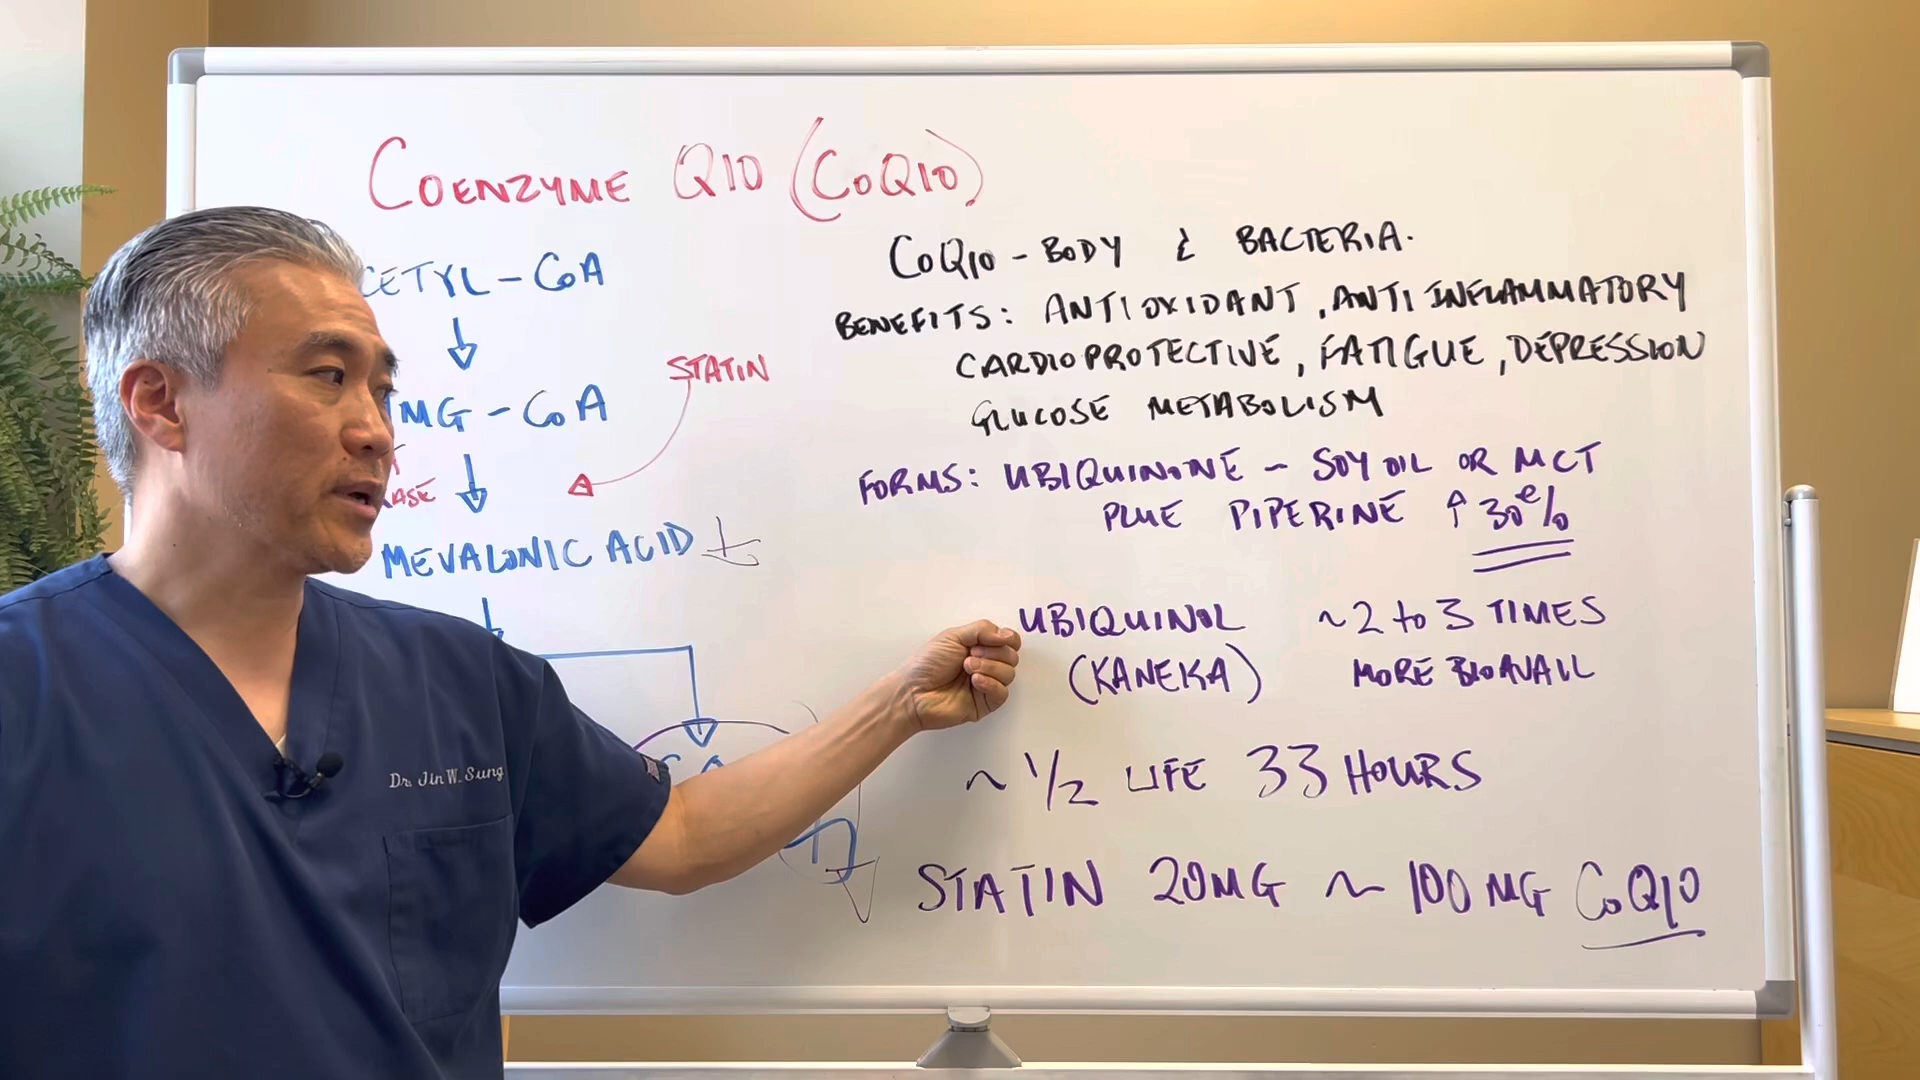 COENZYME Q10 (CoQ10)
CETYL-CoA
MG-CoA
STATIN
ASE
MEVALONIC ACID
CoQ10 - BODY & BACTERIA.
BENEFITS: ANTIOXIDANT, ANTI INFLAMMATORY
CARDIOPROTECTIVE, FATIGUE, DEPRESSION
GLUCOSE METABOLISM
FORMS: UBIQUINONE - SOY OIL OR MCT
PIPERINE ↑ 30%
UBIQUINOL ~2 to 3 TIMES
(KANEKA) MORE BIOAVAIL
~ 1/2 LIFE 33 HOURS
STATIN 20MG ~ 100 MG CoQ10
Dr. Jin W. Sung